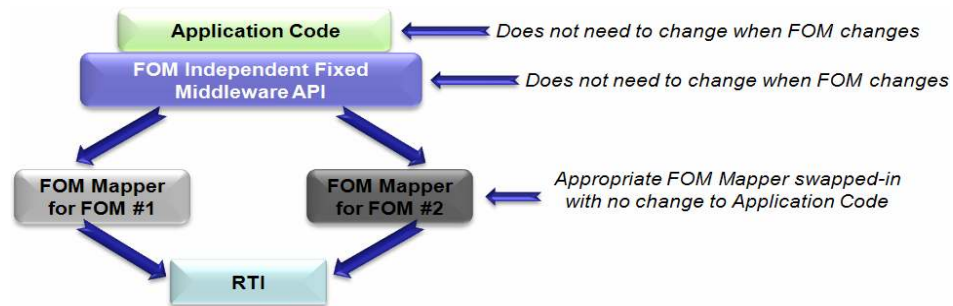 Application Code
Does not need to change when FOM changes
FOM Independent Fixed
Middleware API
Does not need to change when FOM changes
FOM Mapper
for FOM #1
FOM Mapper
for FOM #2
Appropriate FOM Mapper swapped-in
with no change to Application Code
RTI